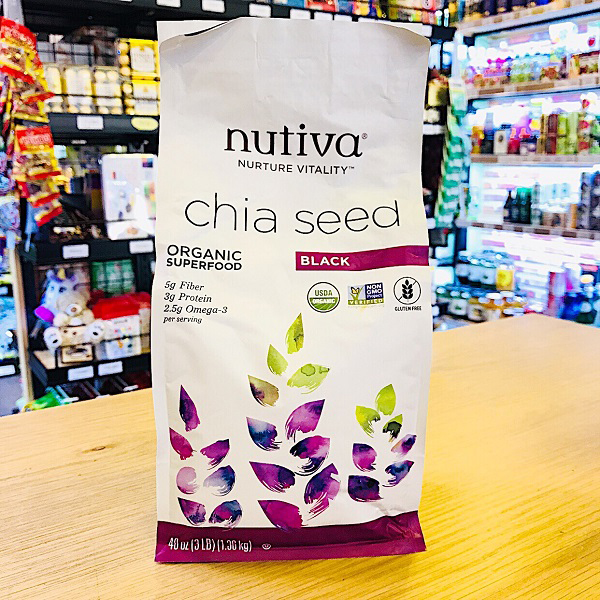 nutiva®
NURTURE VITALITY™
chia seed
ORGANIC
SUPERFOOD
BLACK
5g Fiber
3g Protein
2.5g Omega-3
per serving
USDA
ORGANIC
NON
GMO
Project
VERIFIED
GLUTEN FREE
48 oz (3 LB) (1.36 kg)